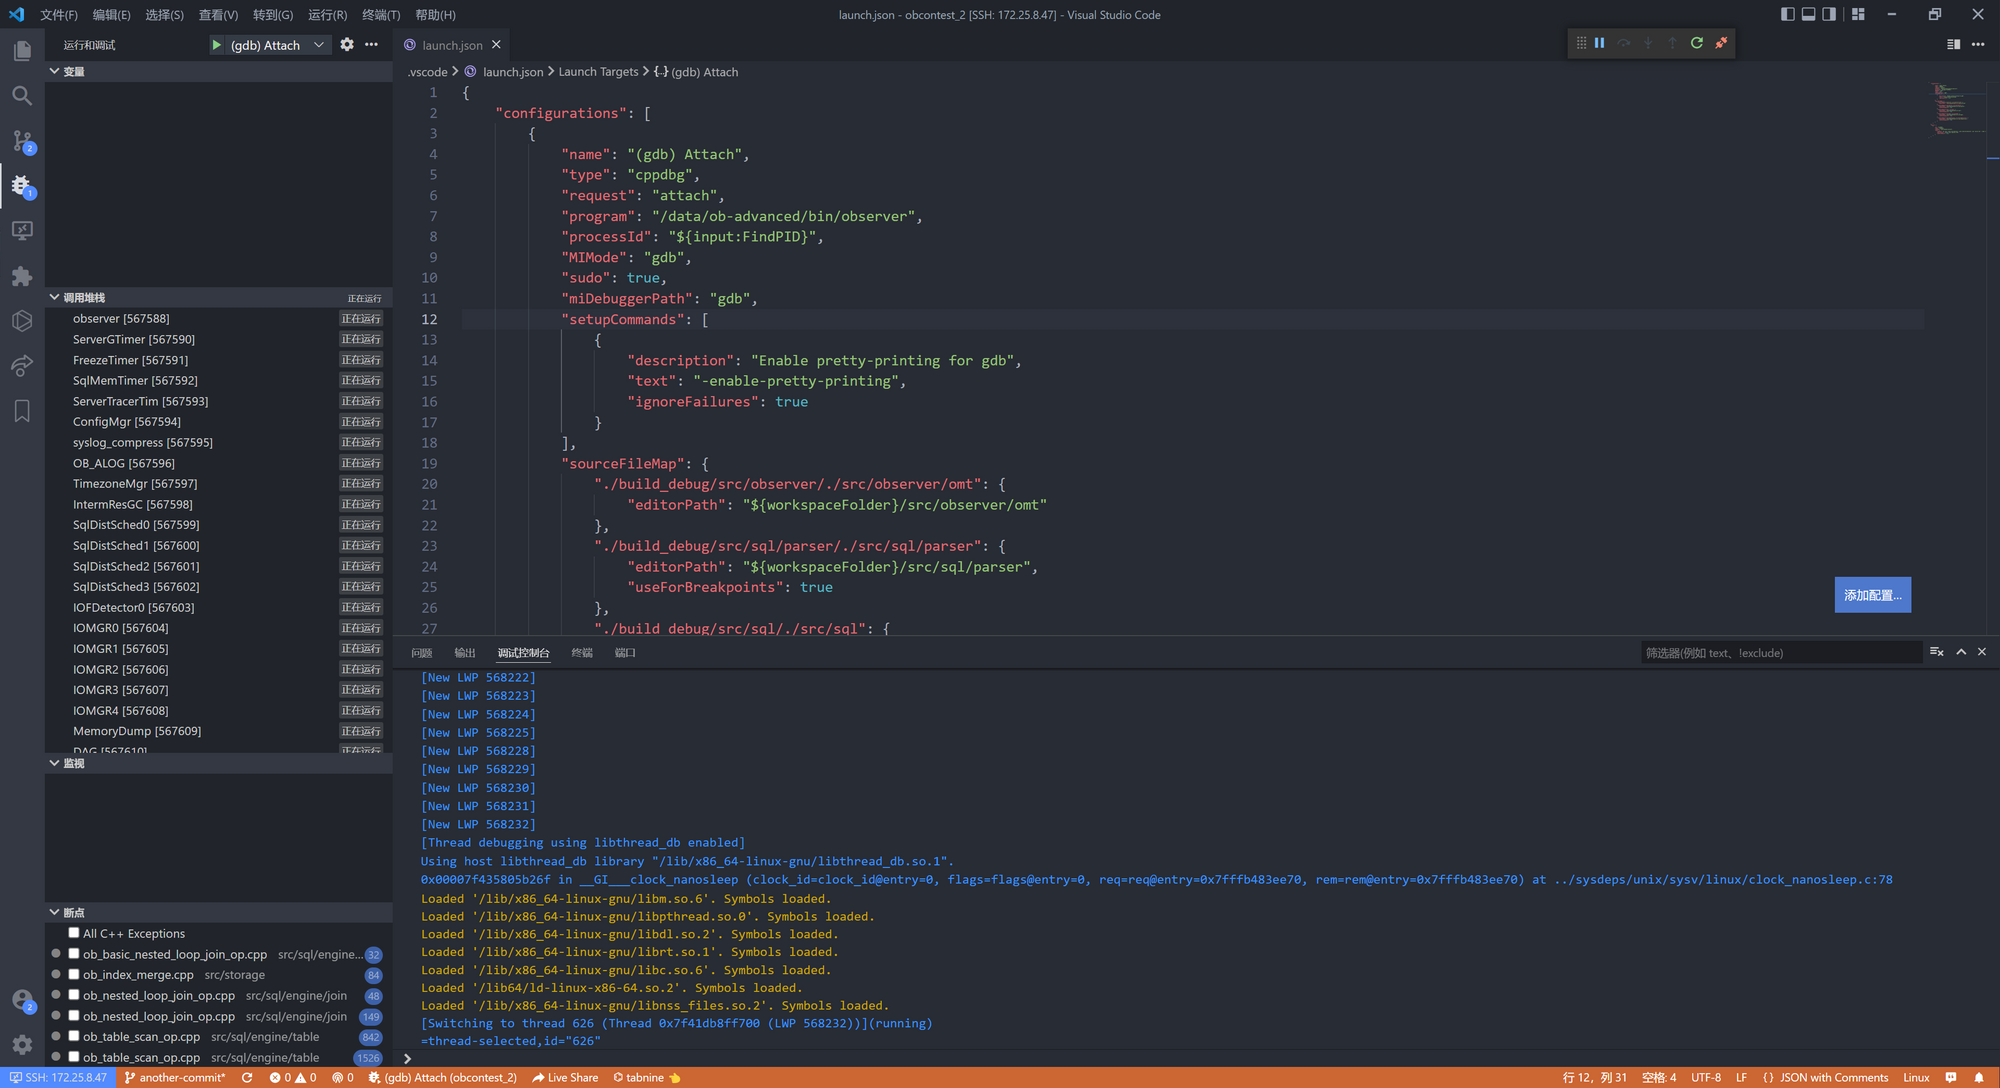 文件(F) 编辑(E) 选择(S) 查看(V) 转到(G) 运行(R) 终端(T) 帮助(H)
launch.json - obcontest_2 [SSH: 172.25.8.47] - Visual Studio Code
运行和调试 (gdb) Attach
launch.json
.vscode > launch.json > Launch Targets > {..} (gdb) Attach
变量
调用堆栈 正在运行
observer [567588] 正在运行
ServerGTimer [567590] 正在运行
FreezeTimer [567591] 正在运行
SqlMemTimer [567592] 正在运行
ServerTracerTim [567593] 正在运行
ConfigMgr [567594] 正在运行
syslog_compress [567595] 正在运行
OB_ALOG [567596] 正在运行
TimezoneMgr [567597] 正在运行
IntermResGC [567598] 正在运行
SqlDistSched0 [567599] 正在运行
SqlDistSched1 [567600] 正在运行
SqlDistSched2 [567601] 正在运行
SqlDistSched3 [567602] 正在运行
IOFDetector0 [567603] 正在运行
IOMGR0 [567604] 正在运行
IOMGR1 [567605] 正在运行
IOMGR2 [567606] 正在运行
IOMGR3 [567607] 正在运行
IOMGR4 [567608] 正在运行
MemoryDump [567609] 正在运行
DAG [567610] 正在运行
监视
断点
All C++ Exceptions
ob_basic_nested_loop_join_op.cpp src/sql/engine... 32
ob_index_merge.cpp src/storage 84
ob_nested_loop_join_op.cpp src/sql/engine/join 48
ob_nested_loop_join_op.cpp src/sql/engine/join 149
ob_table_scan_op.cpp src/sql/engine/table 842
ob_table_scan_op.cpp src/sql/engine/table 1526
1 {
2 "configurations": [
3 {
4 "name": "(gdb) Attach",
5 "type": "cppdbg",
6 "request": "attach",
7 "program": "/data/ob-advanced/bin/observer",
8 "processId": "${input:FindPID}",
9 "MIMode": "gdb",
10 "sudo": true,
11 "miDebuggerPath": "gdb",
12 "setupCommands": [
13 {
14 "description": "Enable pretty-printing for gdb",
15 "text": "-enable-pretty-printing",
16 "ignoreFailures": true
17 }
18 ],
19 "sourceFileMap": {
20 "./build_debug/src/observer/./src/observer/omt": {
21 "editorPath": "${workspaceFolder}/src/observer/omt"
22 },
23 "./build_debug/src/sql/parser/./src/sql/parser": {
24 "editorPath": "${workspaceFolder}/src/sql/parser",
25 "useForBreakpoints": true
26 },
27 "./build_debug/src/sql/./src/sql": {
添加配置...
问题 输出 调试控制台 终端 端口 筛选器(例如 text、!exclude)
[New LWP 568222]
[New LWP 568223]
[New LWP 568224]
[New LWP 568225]
[New LWP 568228]
[New LWP 568229]
[New LWP 568230]
[New LWP 568231]
[New LWP 568232]
[Thread debugging using libthread_db enabled]
Using host libthread_db library "/lib/x86_64-linux-gnu/libthread_db.so.1".
0x00007f435805b26f in __GI___clock_nanosleep (clock_id=clock_id@entry=0, flags=flags@entry=0, req=req@entry=0x7fffb483ee70, rem=rem@entry=0x7fffb483ee70) at ../sysdeps/unix/sysv/linux/clock_nanosleep.c:78
Loaded '/lib/x86_64-linux-gnu/libm.so.6'. Symbols loaded.
Loaded '/lib/x86_64-linux-gnu/libpthread.so.0'. Symbols loaded.
Loaded '/lib/x86_64-linux-gnu/libdl.so.2'. Symbols loaded.
Loaded '/lib/x86_64-linux-gnu/librt.so.1'. Symbols loaded.
Loaded '/lib/x86_64-linux-gnu/libc.so.6'. Symbols loaded.
Loaded '/lib64/ld-linux-x86-64.so.2'. Symbols loaded.
Loaded '/lib/x86_64-linux-gnu/libnss_files.so.2'. Symbols loaded.
[Switching to thread 626 (Thread 0x7f41db8ff700 (LWP 568232))](running)
=thread-selected,id="626"
2
1
2
SSH: 172.25.8.47 another-commit* 0 0 0 (gdb) Attach (obcontest_2) Live Share tabnine 行 12，列 31 空格: 4 UTF-8 LF {} JSON with Comments Linux